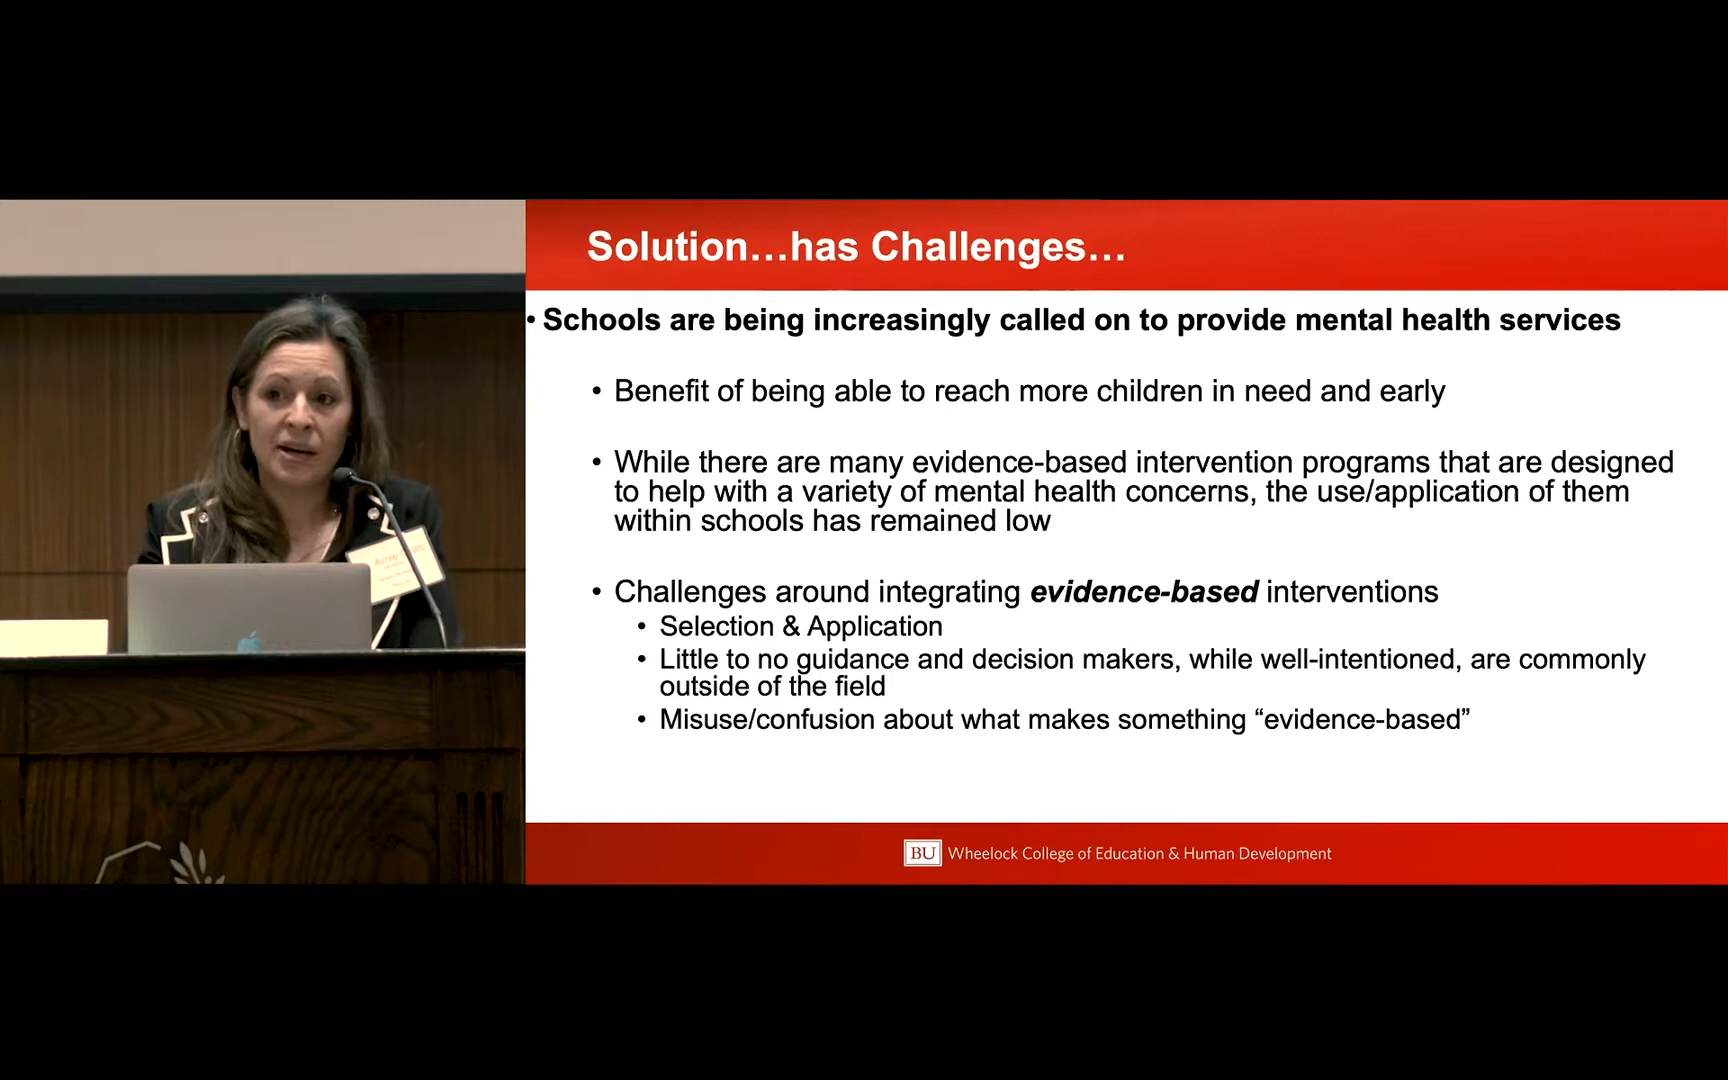 Solution…has Challenges…
• Schools are being increasingly called on to provide mental health services
• Benefit of being able to reach more children in need and early
• While there are many evidence-based intervention programs that are designed
to help with a variety of mental health concerns, the use/application of them
within schools has remained low
• Challenges around integrating evidence-based interventions
• Selection & Application
• Little to no guidance and decision makers, while well-intentioned, are commonly
outside of the field
• Misuse/confusion about what makes something “evidence-based”
BU Wheelock College of Education & Human Development